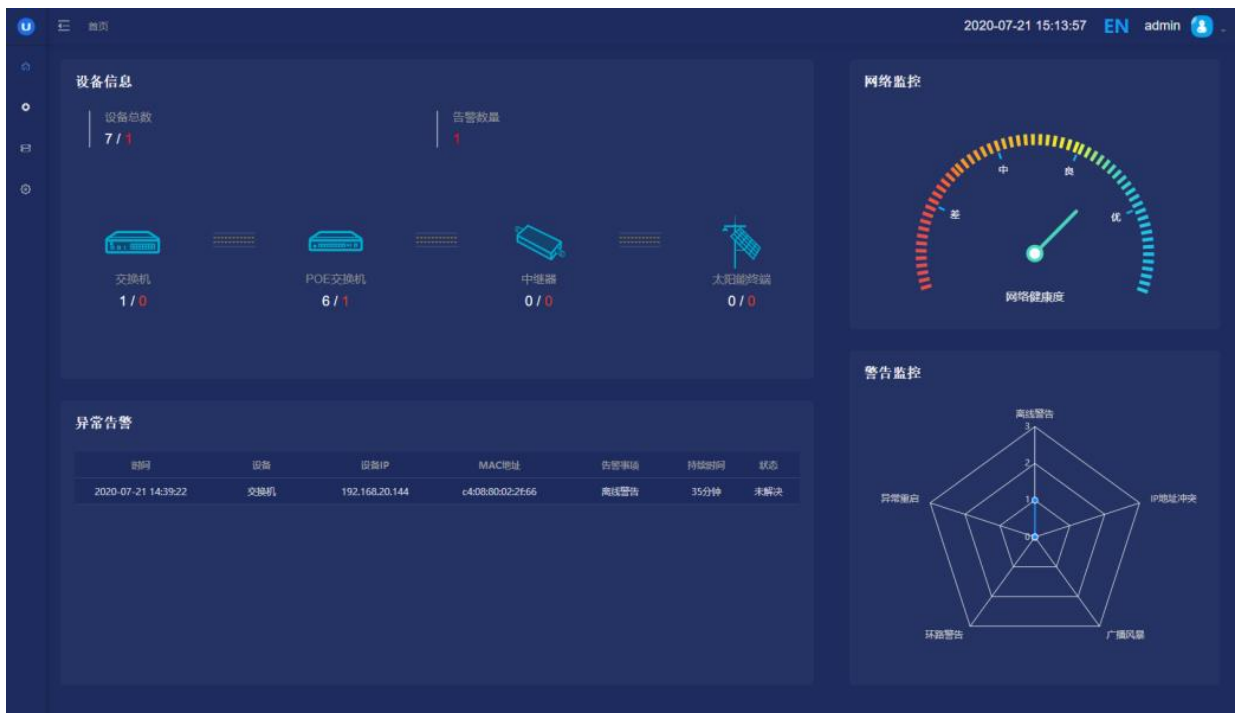 U 首页 2020-07-21 15:13:57 EN admin
设备信息
设备总数 告警数量
7 / 1 1
交换机 POE交换机 中继器 太阳能终端
1 / 0 6 / 1 0 / 0 0 / 0
网络监控
差 中 良 优
网络健康度
异常告警
时间 设备 设备IP MAC地址 告警事项 持续时间 状态
2020-07-21 14:39:22 交换机 192.168.20.144 c4:08:80:02:2f:66 离线警告 35分钟 未解决
警告监控
离线警告
3
2
异常重启 1 IP地址冲突
0
环路警告 广播风暴